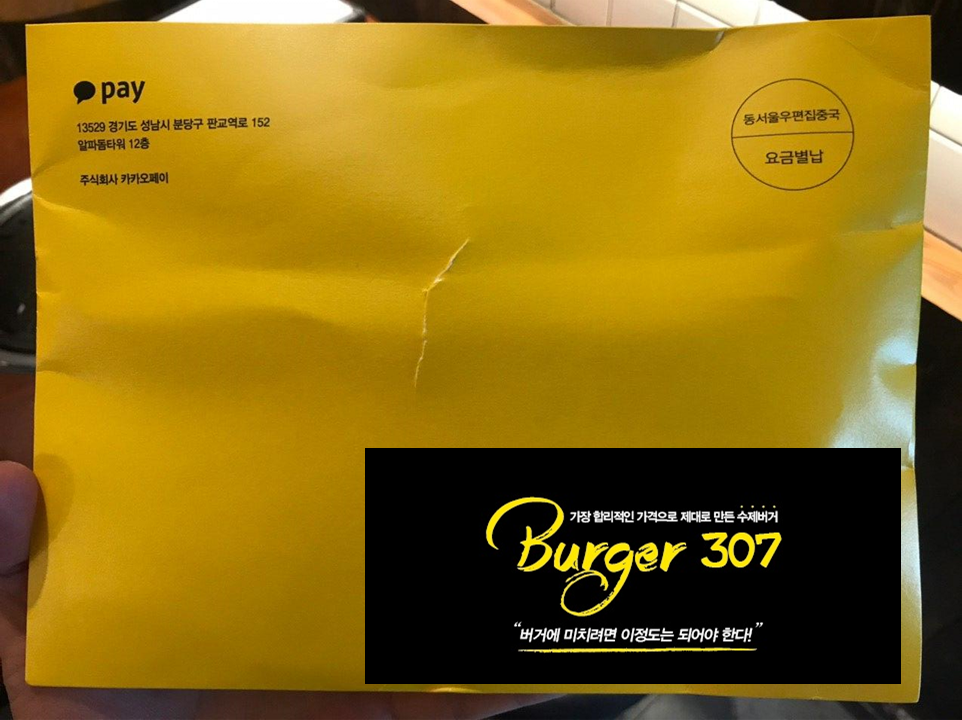 pay
13529 경기도 성남시 분당구 판교역로 152
알파돔타워 12층
주식회사 카카오페이
동서울우편집중국
요금별납
가장 합리적인 가격으로 제대로 만든 수제버거
Burger 307
“버거에 미치려면 이정도는 되어야 한다!”